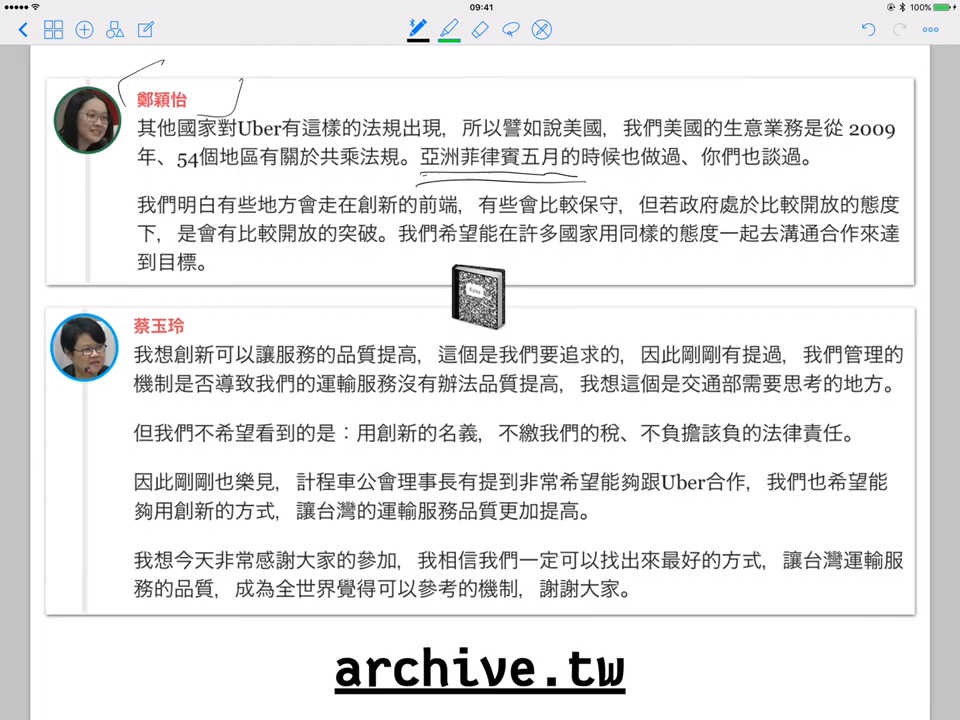 09:41
100%
鄭穎怡
其他國家對Uber有這樣的法規出現，所以譬如說美國，我們美國的生意業務是從 2009
年、54個地區有關於共乘法規。亞洲菲律賓五月的時候也做過、你們也談過。
我們明白有些地方會走在創新的前端，有些會比較保守，但若政府處於比較開放的態度
下，是會有比較開放的突破。我們希望能在許多國家用同樣的態度一起去溝通合作來達
到目標。
蔡玉玲
我想創新可以讓服務的品質提高，這個是我們要追求的，因此剛剛有提過，我們管理的
機制是否導致我們的運輸服務沒有辦法品質提高，我想這個是交通部需要思考的地方。
但我們不希望看到的是：用創新的名義，不繳我們的稅、不負擔該負的法律責任。
因此剛剛也樂見，計程車公會理事長有提到非常希望能夠跟Uber合作，我們也希望能
夠用創新的方式，讓台灣的運輸服務品質更加提高。
我想今天非常感謝大家的參加，我相信我們一定可以找出來最好的方式，讓台灣運輸服
務的品質，成為全世界覺得可以參考的機制，謝謝大家。
archive.tw